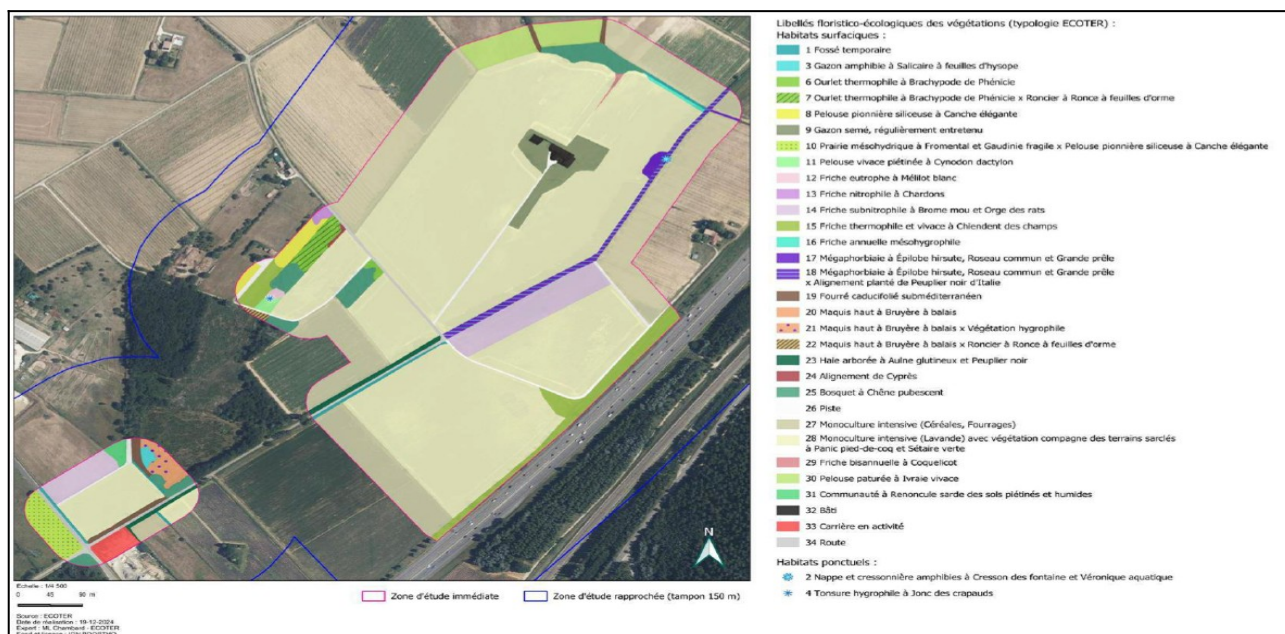 Libellés floristico-écologiques des végétations (typologie ECOTER) :
Habitats surfaciques :
1 Fossé temporaire
3 Gazon amphibie à Salicaire à feuilles d'hysope
6 Ourlet thermophile à Brachypode de Phénicie
7 Ourlet thermophile à Brachypode de Phénicie x Roncier à Ronce à feuilles d'orme
8 Pelouse pionnière siliceuse à Canche élégante
9 Gazon semé, régulièrement entretenu
10 Prairie mésohydrique à Fromental et Gaudinie fragile x Pelouse pionnière siliceuse à Canche élégante
11 Pelouse vivace piétinée à Cynodon dactylon
12 Friche eutrophe à Mélilot blanc
13 Friche nitrophile à Chardons
14 Friche subnitrophile à Brome mou et Orge des rats
15 Friche thermophile et vivace à Chiendent des champs
16 Friche annuelle mésohygrophile
17 Mégaphorbiaie à Épilobe hirsute, Roseau commun et Grande prêle
18 Mégaphorbiaie à Épilobe hirsute, Roseau commun et Grande prêle
x Alignement planté de Peuplier noir d'Italie
19 Fourré caducifolié subméditerranéen
20 Maquis haut à Bruyère à balais
21 Maquis haut à Bruyère à balais x Végétation hygrophile
22 Maquis haut à Bruyère à balais x Roncier à Ronce à feuilles d'orme
23 Haie arborée à Aulne glutineux et Peuplier noir
24 Alignement de Cyprès
25 Bosquet à Chêne pubescent
26 Piste
27 Monoculture intensive (Céréales, Fourrages)
28 Monoculture intensive (Lavande) avec végétation compagne des terrains sarclés
à Panic pied-de-coq et Sétaire verte
29 Friche bisannuelle à Coquelicot
30 Pelouse paturée à Ivraie vivace
31 Communauté à Renoncule sarde des sols piétinés et humides
32 Bâti
33 Carrière en activité
34 Route
Habitats ponctuels :
2 Nappe et cressonnière amphibies à Cresson des fontaine et Véronique aquatique
4 Tonsure hygrophile à Jonc des crapauds
N
Echelle : 1/4 500
0 45 90 m
Zone d'étude immédiate
Zone d'étude rapprochée (tampon 150 m)
Source : ECOTER
Date de réalisation : 19-12-2024
Expert : ML Chambard - ECOTER